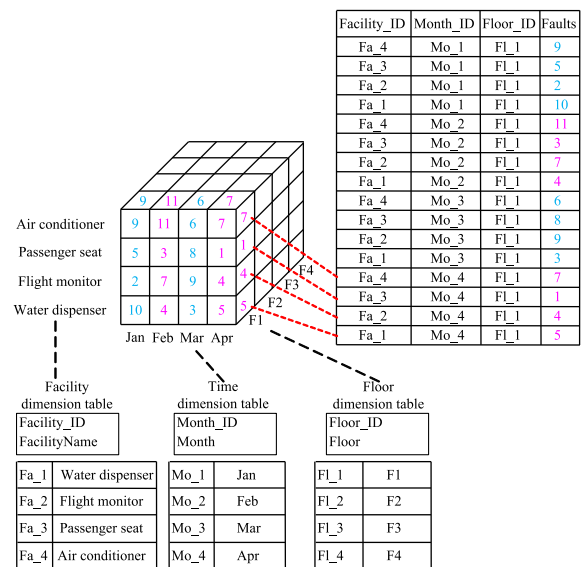 Facility_ID Month_ID Floor_ID Faults
Fa_4 Mo_1 Fl_1 9
Fa_3 Mo_1 Fl_1 5
Fa_2 Mo_1 Fl_1 2
Fa_1 Mo_1 Fl_1 10
Fa_4 Mo_2 Fl_1 11
Fa_3 Mo_2 Fl_1 3
Fa_2 Mo_2 Fl_1 7
Fa_1 Mo_2 Fl_1 4
Fa_4 Mo_3 Fl_1 6
Fa_3 Mo_3 Fl_1 8
Fa_2 Mo_3 Fl_1 9
Fa_1 Mo_3 Fl_1 3
Fa_4 Mo_4 Fl_1 7
Fa_3 Mo_4 Fl_1 1
Fa_2 Mo_4 Fl_1 4
Fa_1 Mo_4 Fl_1 5
9 11 6 7
Air conditioner 9 11 6 7 7
Passenger seat 5 3 8 1 1
Flight monitor 2 7 9 4 4
Water dispenser 10 4 3 5 5
F4
F3
F2
F1
Jan Feb Mar Apr
Facility
dimension table
Facility_ID
FacilityName
Fa_1 Water dispenser
Fa_2 Flight monitor
Fa_3 Passenger seat
Fa_4 Air conditioner
Time
dimension table
Month_ID
Month
Mo_1 Jan
Mo_2 Feb
Mo_3 Mar
Mo_4 Apr
Floor
dimension table
Floor_ID
Floor
Fl_1 F1
Fl_2 F2
Fl_3 F3
Fl_4 F4